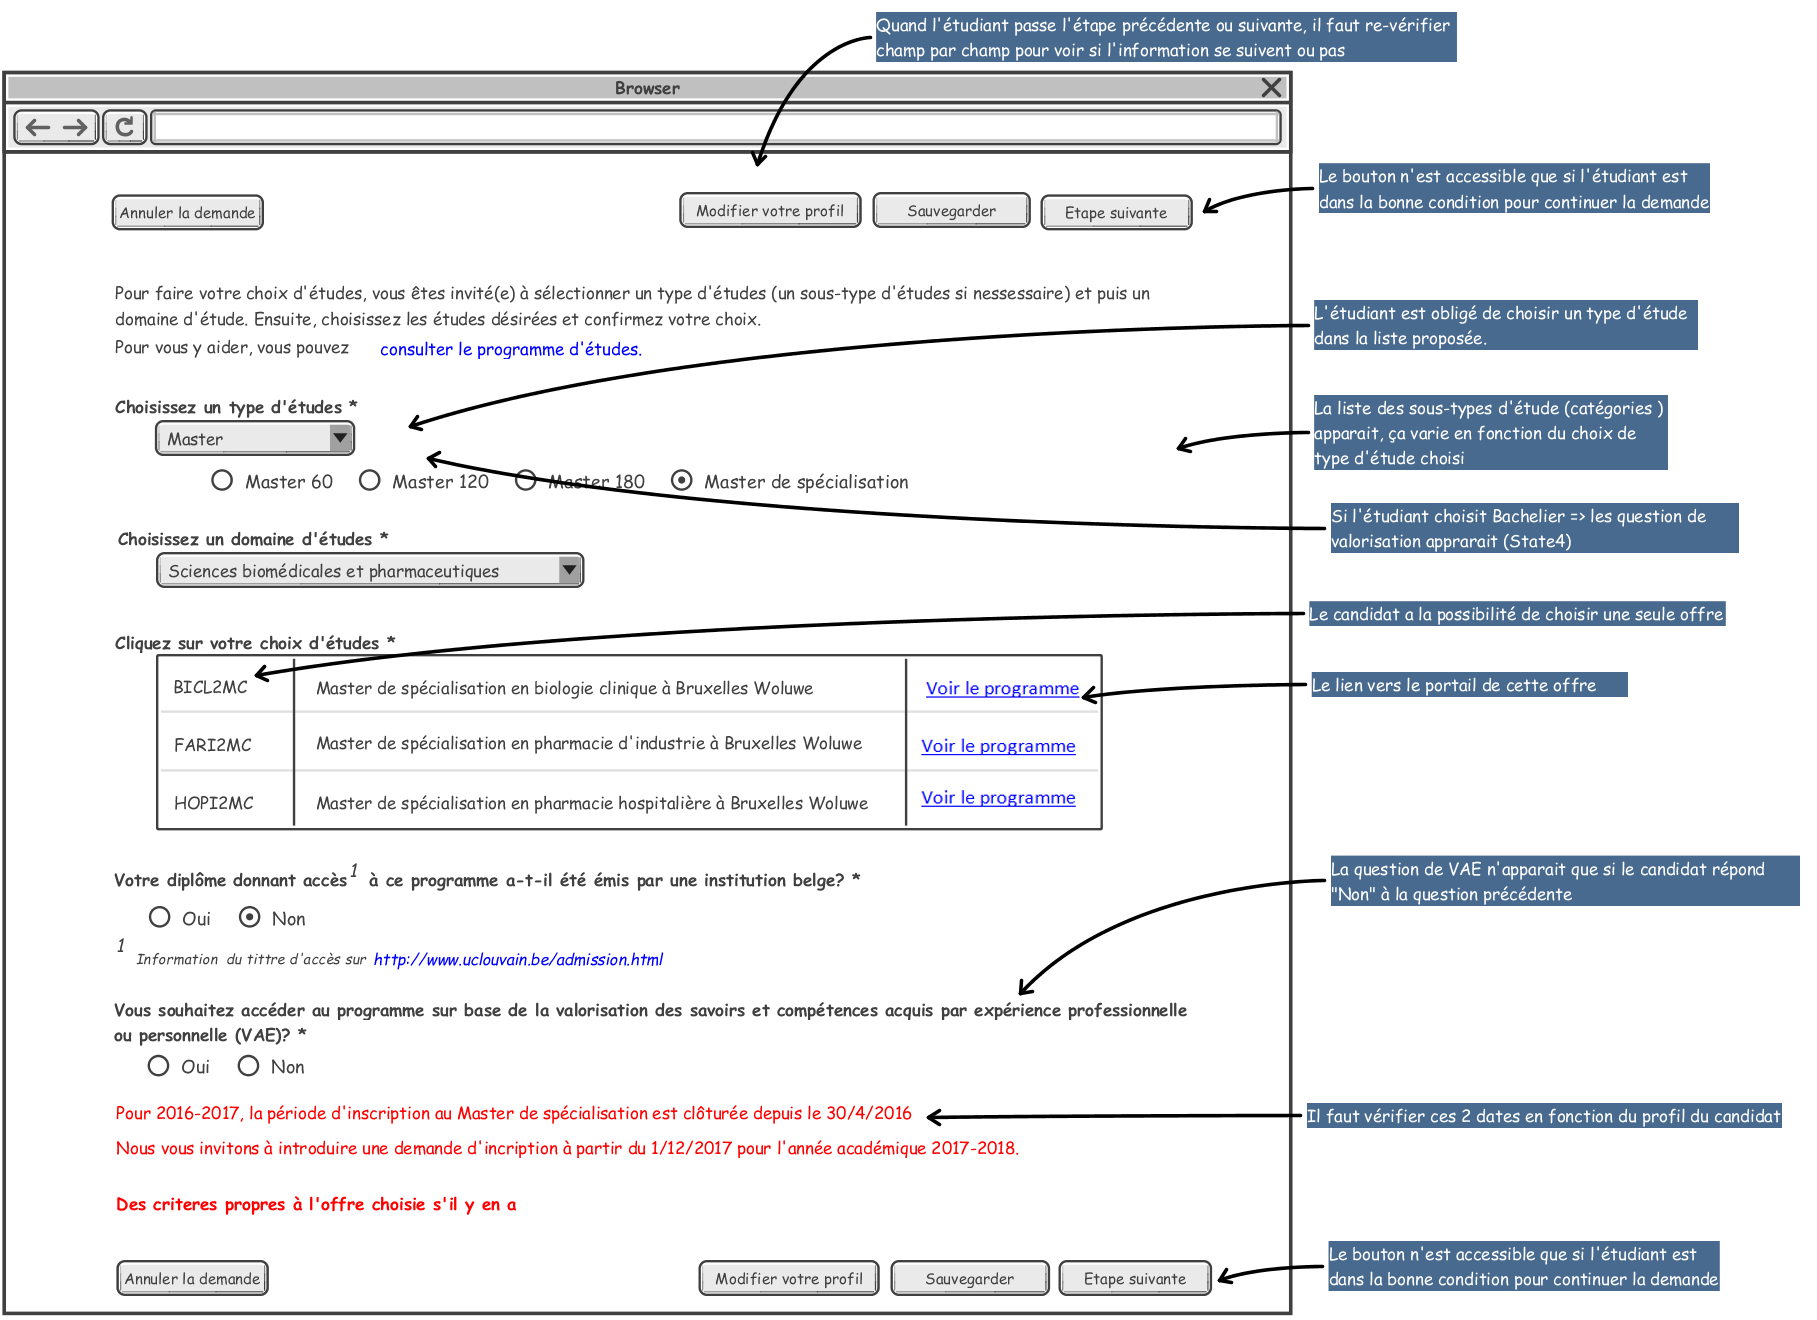 Quand l'étudiant passe l'étape précédente ou suivante, il faut re-vérifier
champ par champ pour voir si l'information se suivent ou pas
Browser
Le bouton n'est accessible que si l'étudiant est
dans la bonne condition pour continuer la demande
Annuler la demande
Modifier votre profil
Sauvegarder
Etape suivante
Pour faire votre choix d'études, vous êtes invité(e) à sélectionner un type d'études (un sous-type d'études si nessessaire) et puis un
domaine d'étude. Ensuite, choisissez les études désirées et confirmez votre choix.
Pour vous y aider, vous pouvez consulter le programme d'études.
L'étudiant est obligé de choisir un type d'étude
dans la liste proposée.
Choisissez un type d'études *
Master
La liste des sous-types d'étude (catégories )
apparait, ça varie en fonction du choix de
type d'étude choisi
Master 60
Master 120
Master 180
Master de spécialisation
Si l'étudiant choisit Bachelier => les question de
valorisation apprarait (State4)
Choisissez un domaine d'études *
Sciences biomédicales et pharmaceutiques
Le candidat a la possibilité de choisir une seule offre
Cliquez sur votre choix d'études *
BICL2MC
Master de spécialisation en biologie clinique à Bruxelles Woluwe
Voir le programme
Le lien vers le portail de cette offre
FARI2MC
Master de spécialisation en pharmacie d'industrie à Bruxelles Woluwe
Voir le programme
HOPI2MC
Master de spécialisation en pharmacie hospitalière à Bruxelles Woluwe
Voir le programme
Votre diplôme donnant accès 1 à ce programme a-t-il été émis par une institution belge? *
Oui
Non
La question de VAE n'apparait que si le candidat répond
"Non" à la question précédente
1 Information du tittre d'accès sur http://www.uclouvain.be/admission.html
Vous souhaitez accéder au programme sur base de la valorisation des savoirs et compétences acquis par expérience professionnelle
ou personnelle (VAE)? *
Oui
Non
Pour 2016-2017, la période d'inscription au Master de spécialisation est clôturée depuis le 30/4/2016
Il faut vérifier ces 2 dates en fonction du profil du candidat
Nous vous invitons à introduire une demande d'incription à partir du 1/12/2017 pour l'année académique 2017-2018.
Des criteres propres à l'offre choisie s'il y en a
Annuler la demande
Modifier votre profil
Sauvegarder
Etape suivante
Le bouton n'est accessible que si l'étudiant est
dans la bonne condition pour continuer la demande